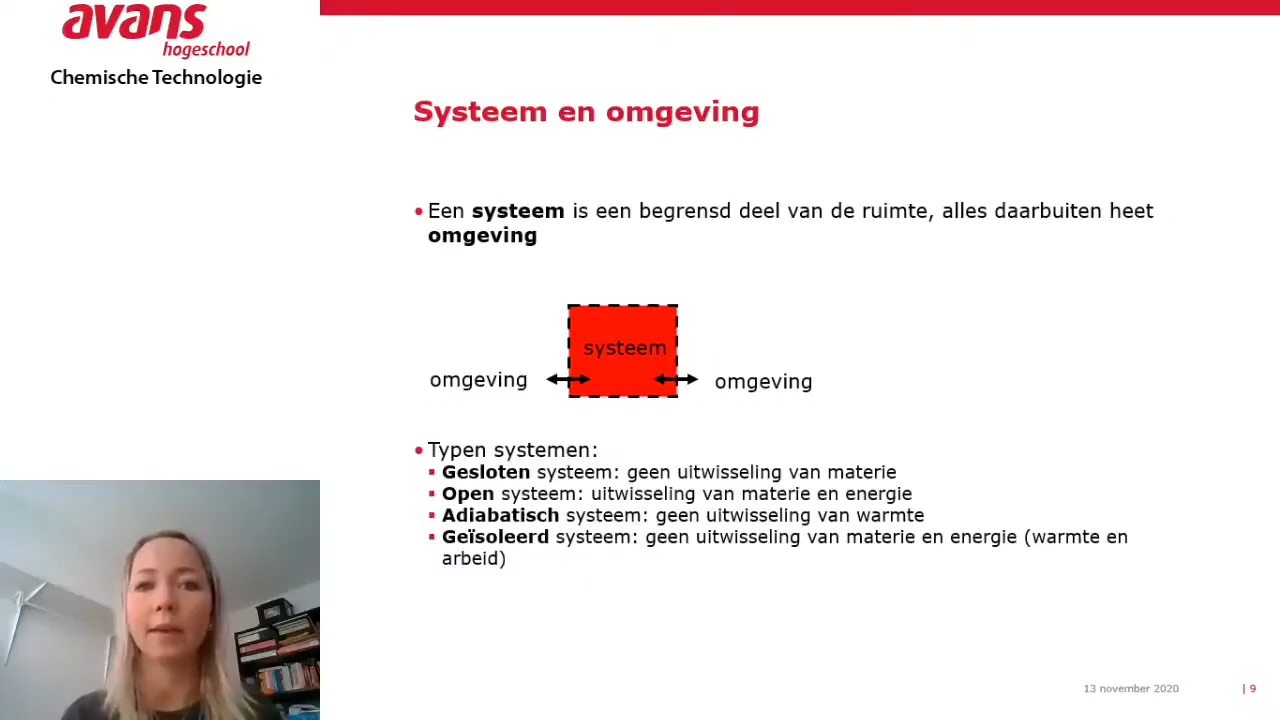 avans
hogeschool
Chemische Technologie
Systeem en omgeving
• Een systeem is een begrensd deel van de ruimte, alles daarbuiten heet
omgeving
systeem
omgeving
omgeving
• Typen systemen:
▪ Gesloten systeem: geen uitwisseling van materie
▪ Open systeem: uitwisseling van materie en energie
▪ Adiabatisch systeem: geen uitwisseling van warmte
▪ Geïsoleerd systeem: geen uitwisseling van materie en energie (warmte en
arbeid)
13 november 2020
| 9